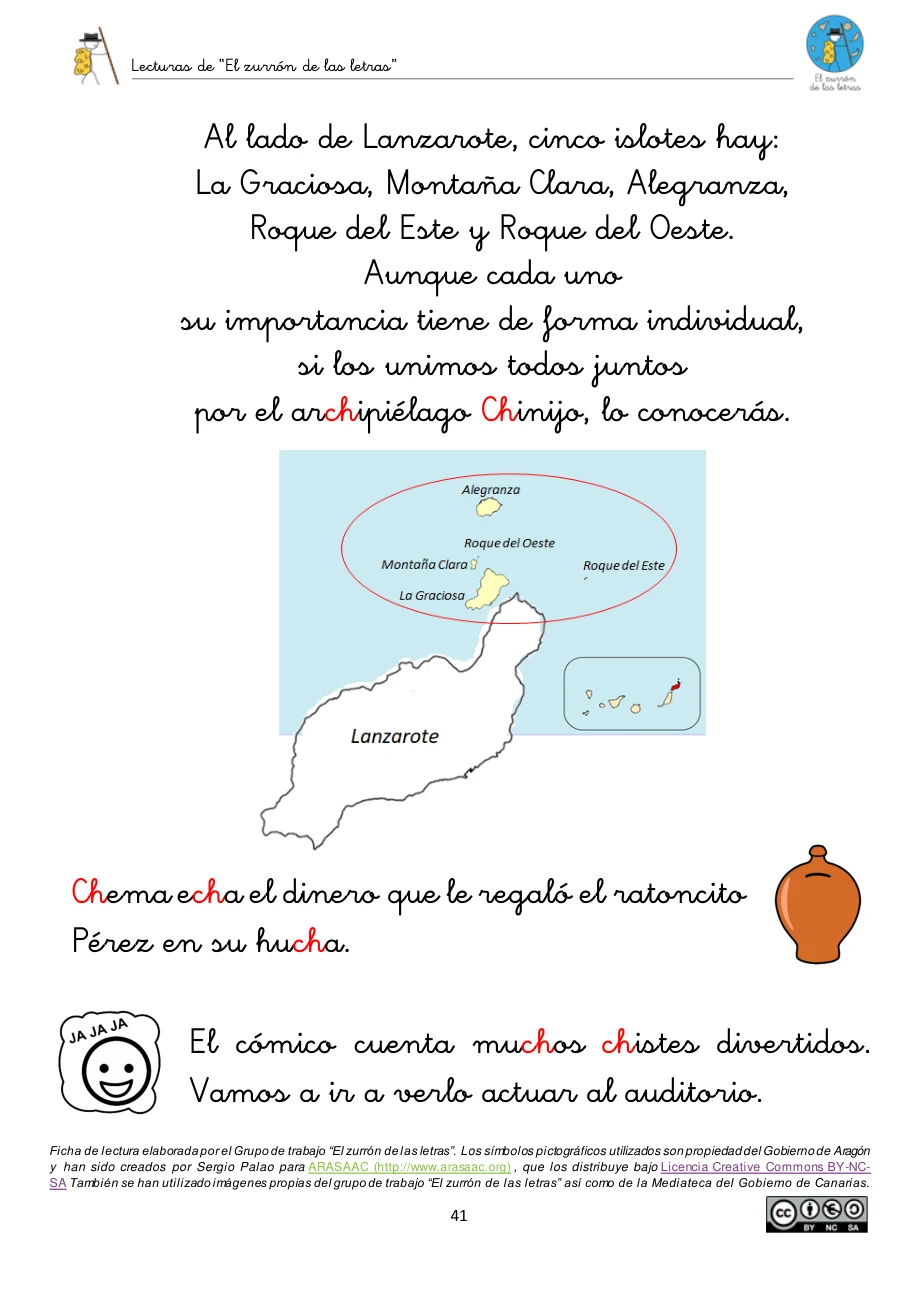 Lecturas de "El zurrón de las letras"
El zurrón
de las letras
Al lado de Lanzarote, cinco islotes hay:
La Graciosa, Montaña Clara, Alegranza,
Roque del Este y Roque del Oeste.
Aunque cada uno
su importancia tiene de forma individual,
si los unimos todos juntos
por el archipiélago Chinijo, lo conocerás.
Alegranza
Roque del Oeste
Montaña Clara
Roque del Este
La Graciosa
Lanzarote
Chema echa el dinero que le regaló el ratoncito
Pérez en su hucha.
JA JA JA
El cómico cuenta muchos chistes divertidos.
Vamos a ir a verlo actuar al auditorio.
Ficha de lectura elaborada por el Grupo de trabajo “El zurrón de las letras”. Los símbolos pictográficos utilizados son propiedad del Gobierno de Aragón
y han sido creados por Sergio Palao para ARASAAC (http://www.arasaac.org) , que los distribuye bajo Licencia Creative Commons BY-NC-
SA También se han utilizado imágenes propias del grupo de trabajo “El zurrón de las letras” así como de la Mediateca del Gobierno de Canarias.
41
cc
BY NC SA